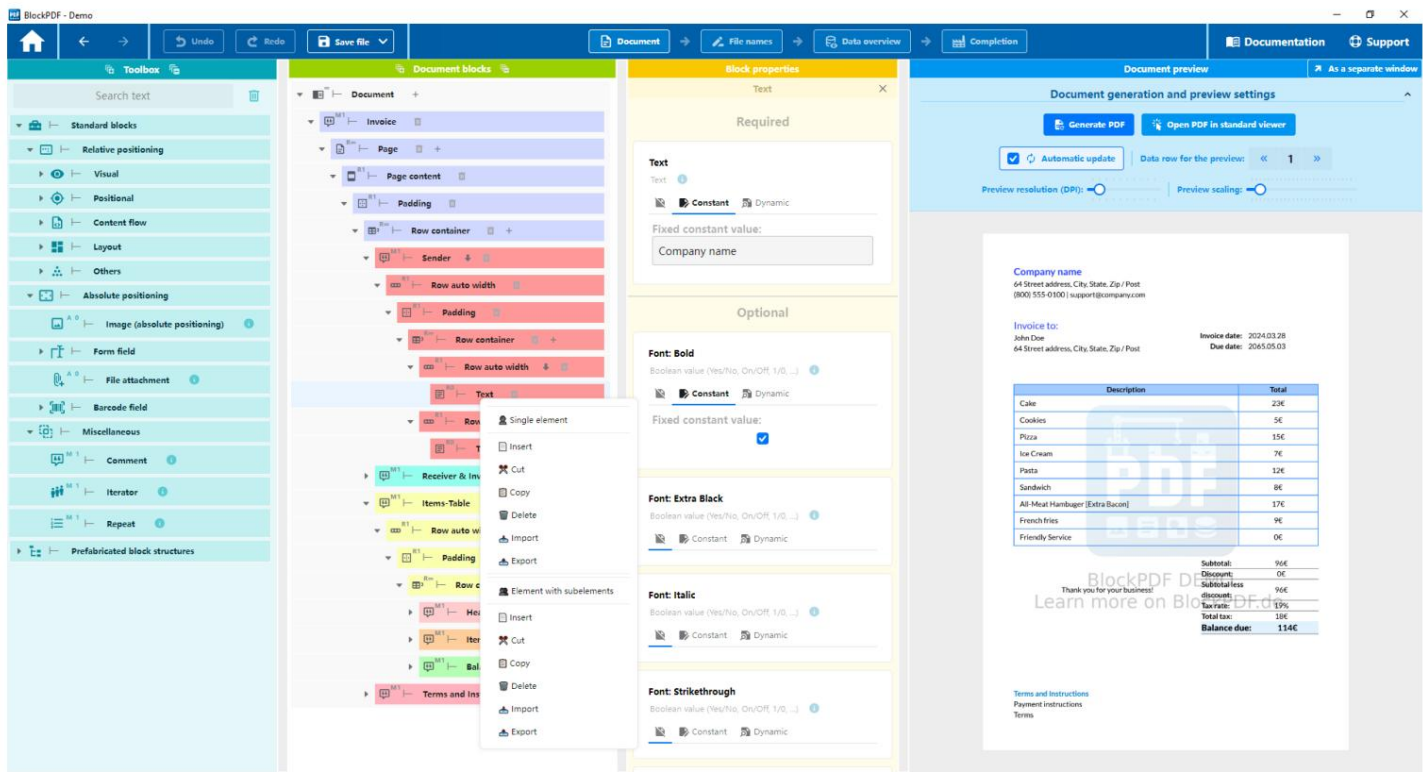 BlockPDF - Demo
Undo
Redo
Save file
Document
File names
Data overview
Completion
Documentation
Support
Toolbox
Search text
Standard blocks
Relative positioning
Visual
Positional
Content flow
Layout
Others
Absolute positioning
Image (absolute positioning)
Form field
File attachment
Barcode field
Miscellaneous
Comment
Iterator
Repeat
Prefabricated block structures
Document blocks
Document +
Invoice
Page +
Page content
Padding
Row container +
Sender
Row auto width
Padding
Row container +
Row auto width
Text
Row
T
Receiver & Inv
Items-Table
Row auto wi
Padding
Row c
Hea
Iter
Bal
Terms and Ins
Single element
Insert
Cut
Copy
Delete
Import
Export
Element with subelements
Insert
Cut
Copy
Delete
Import
Export
Block properties
Text
Required
Text
Text
Constant
Dynamic
Fixed constant value:
Company name
Optional
Font: Bold
Boolean value (Yes/No, On/Off, 1/0, ...)
Constant
Dynamic
Fixed constant value:
Font: Extra Black
Boolean value (Yes/No, On/Off, 1/0, ...)
Constant
Dynamic
Font: Italic
Boolean value (Yes/No, On/Off, 1/0, ...)
Constant
Dynamic
Font: Strikethrough
Boolean value (Yes/No, On/Off, 1/0, ...)
Constant
Dynamic
Document preview
As a separate window
Document generation and preview settings
Generate PDF
Open PDF in standard viewer
Automatic update
Data row for the preview: « 1 »
Preview resolution (DPI):
Preview scaling:
Company name
64 Street address, City, State, Zip / Post
(800) 555-0100 | support@company.com
Invoice to:
John Doe
64 Street address, City, State, Zip / Post
Invoice date: 2024.03.28
Due date: 2065.05.03
Description Total
Cake 23€
Cookies 5€
Pizza 15€
Ice Cream 7€
Pasta 12€
Sandwich 8€
All-Meat Hambuger [Extra Bacon] 17€
French fries 9€
Friendly Service 0€
PDF
Subtotal: 96€
Discount: 0€
Subtotal less discount: 96€
Tax rate: 19%
Total tax: 18€
Balance due: 114€
Thank you for your business!
BlockPDF DEMO
Learn more on BlockPDF.de
Terms and Instructions
Payment instructions
Terms